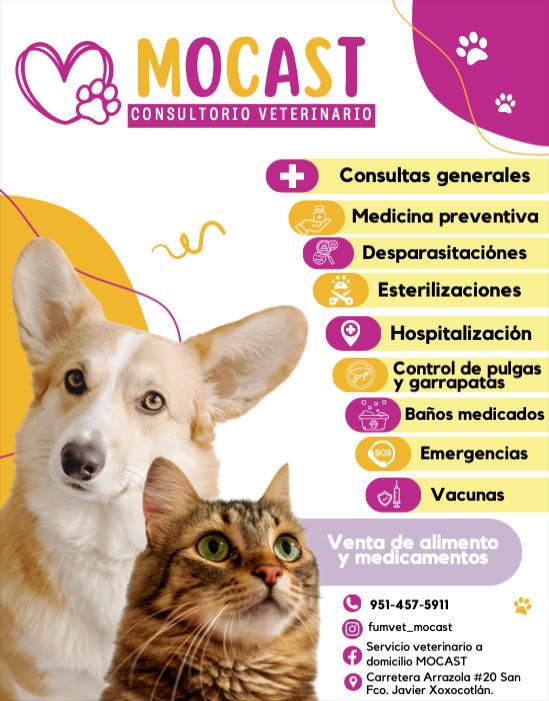 MOCAST
CONSULTORIO VETERINARIO
Consultas generales
Medicina preventiva
Desparasitaciónes
Esterilizaciones
Hospitalización
Control de pulgas
y garrapatas
Baños medicados
SOS
Emergencias
Vacunas
Venta de alimento
y medicamentos
951-457-5911
fumvet_mocast
Servicio veterinario a
domicilio MOCAST
Carretera Arrazola #20 San
Fco. Javier Xoxocotlán.